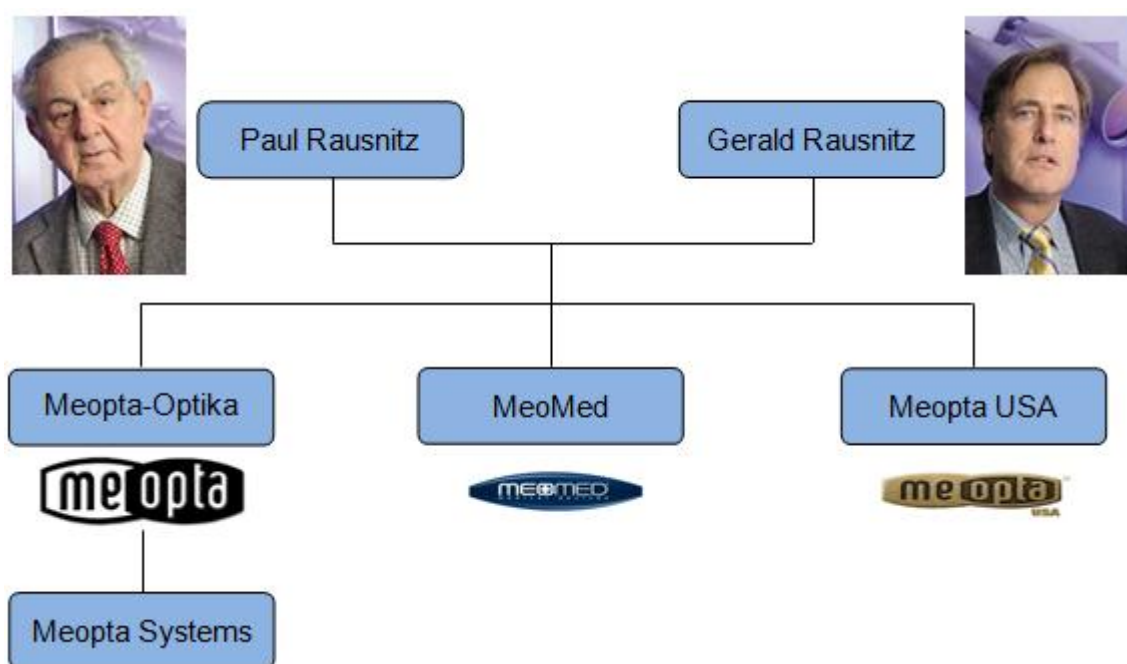 Paul Rausnitz
Gerald Rausnitz
Meopta-Optika
MeoMed
Meopta USA
meopta
MEOMED
meopta
USA
Meopta Systems